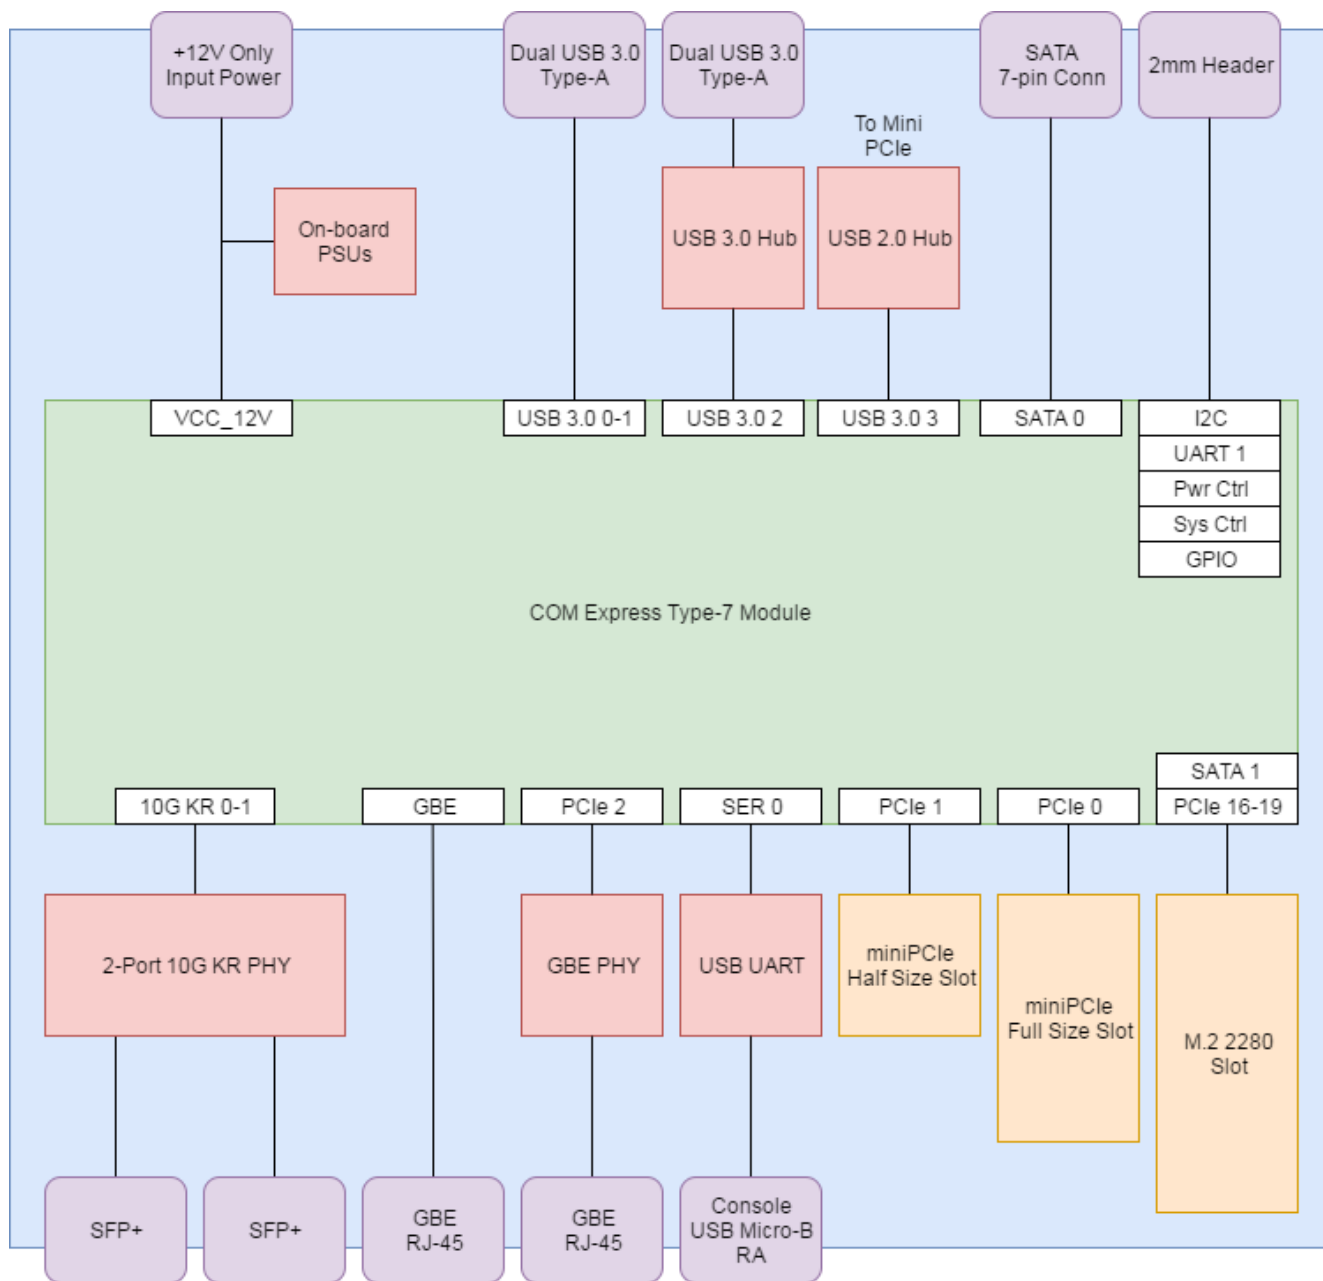 +12V Only
Input Power
Dual USB 3.0
Type-A
Dual USB 3.0
Type-A
SATA
7-pin Conn
2mm Header
To Mini
PCIe
On-board
PSUs
USB 3.0 Hub
USB 2.0 Hub
VCC_12V
USB 3.0 0-1
USB 3.0 2
USB 3.0 3
SATA 0
I2C
UART 1
Pwr Ctrl
Sys Ctrl
GPIO
COM Express Type-7 Module
SATA 1
10G KR 0-1
GBE
PCIe 2
SER 0
PCIe 1
PCIe 0
PCIe 16-19
2-Port 10G KR PHY
GBE PHY
USB UART
miniPCIe
Half Size Slot
miniPCIe
Full Size Slot
M.2 2280
Slot
SFP+
SFP+
GBE
RJ-45
GBE
RJ-45
Console
USB Micro-B
RA